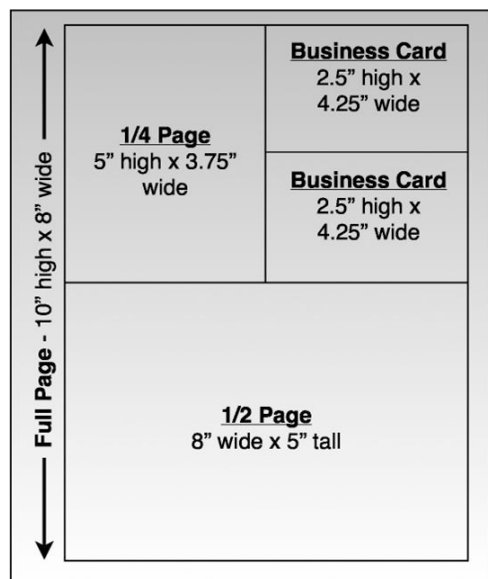 Full Page - 10” high x 8” wide
1/4 Page
5” high x 3.75”
wide
Business Card
2.5” high x
4.25” wide
Business Card
2.5” high x
4.25” wide
1/2 Page
8” wide x 5” tall